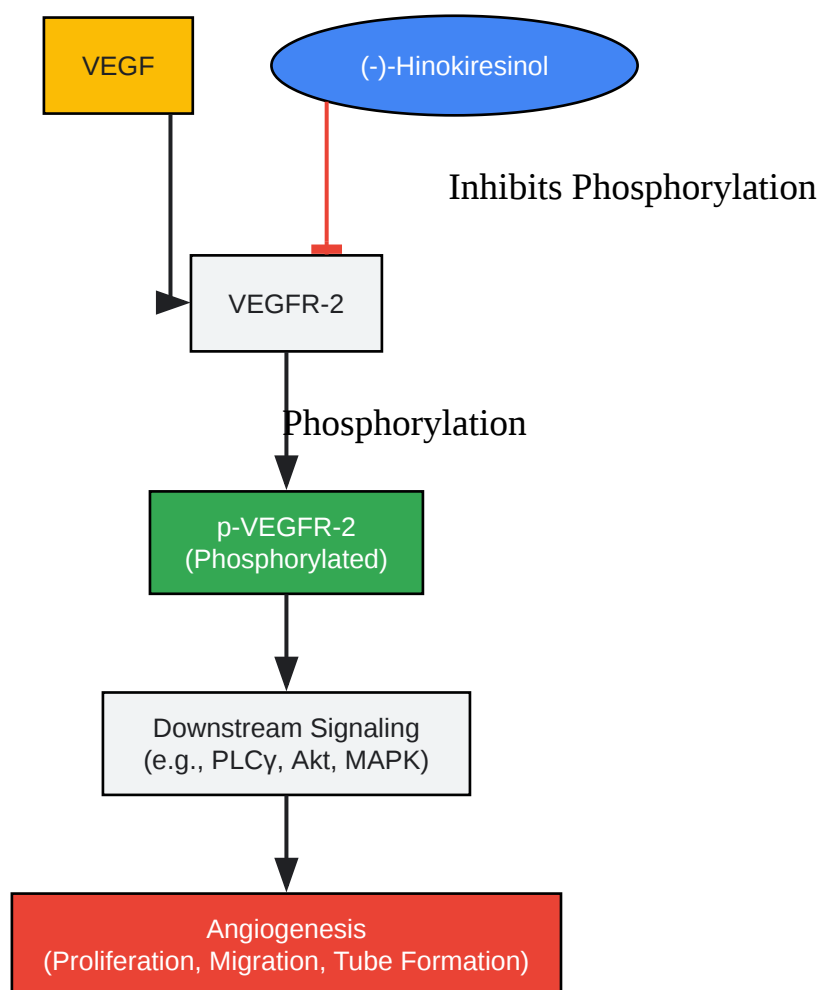 VEGF
(-)-Hinokiresinol
Inhibits Phosphorylation
VEGFR-2
Phosphorylation
p-VEGFR-2
(Phosphorylated)
Downstream Signaling
(e.g., PLCγ, Akt, MAPK)
Angiogenesis
(Proliferation, Migration, Tube Formation)